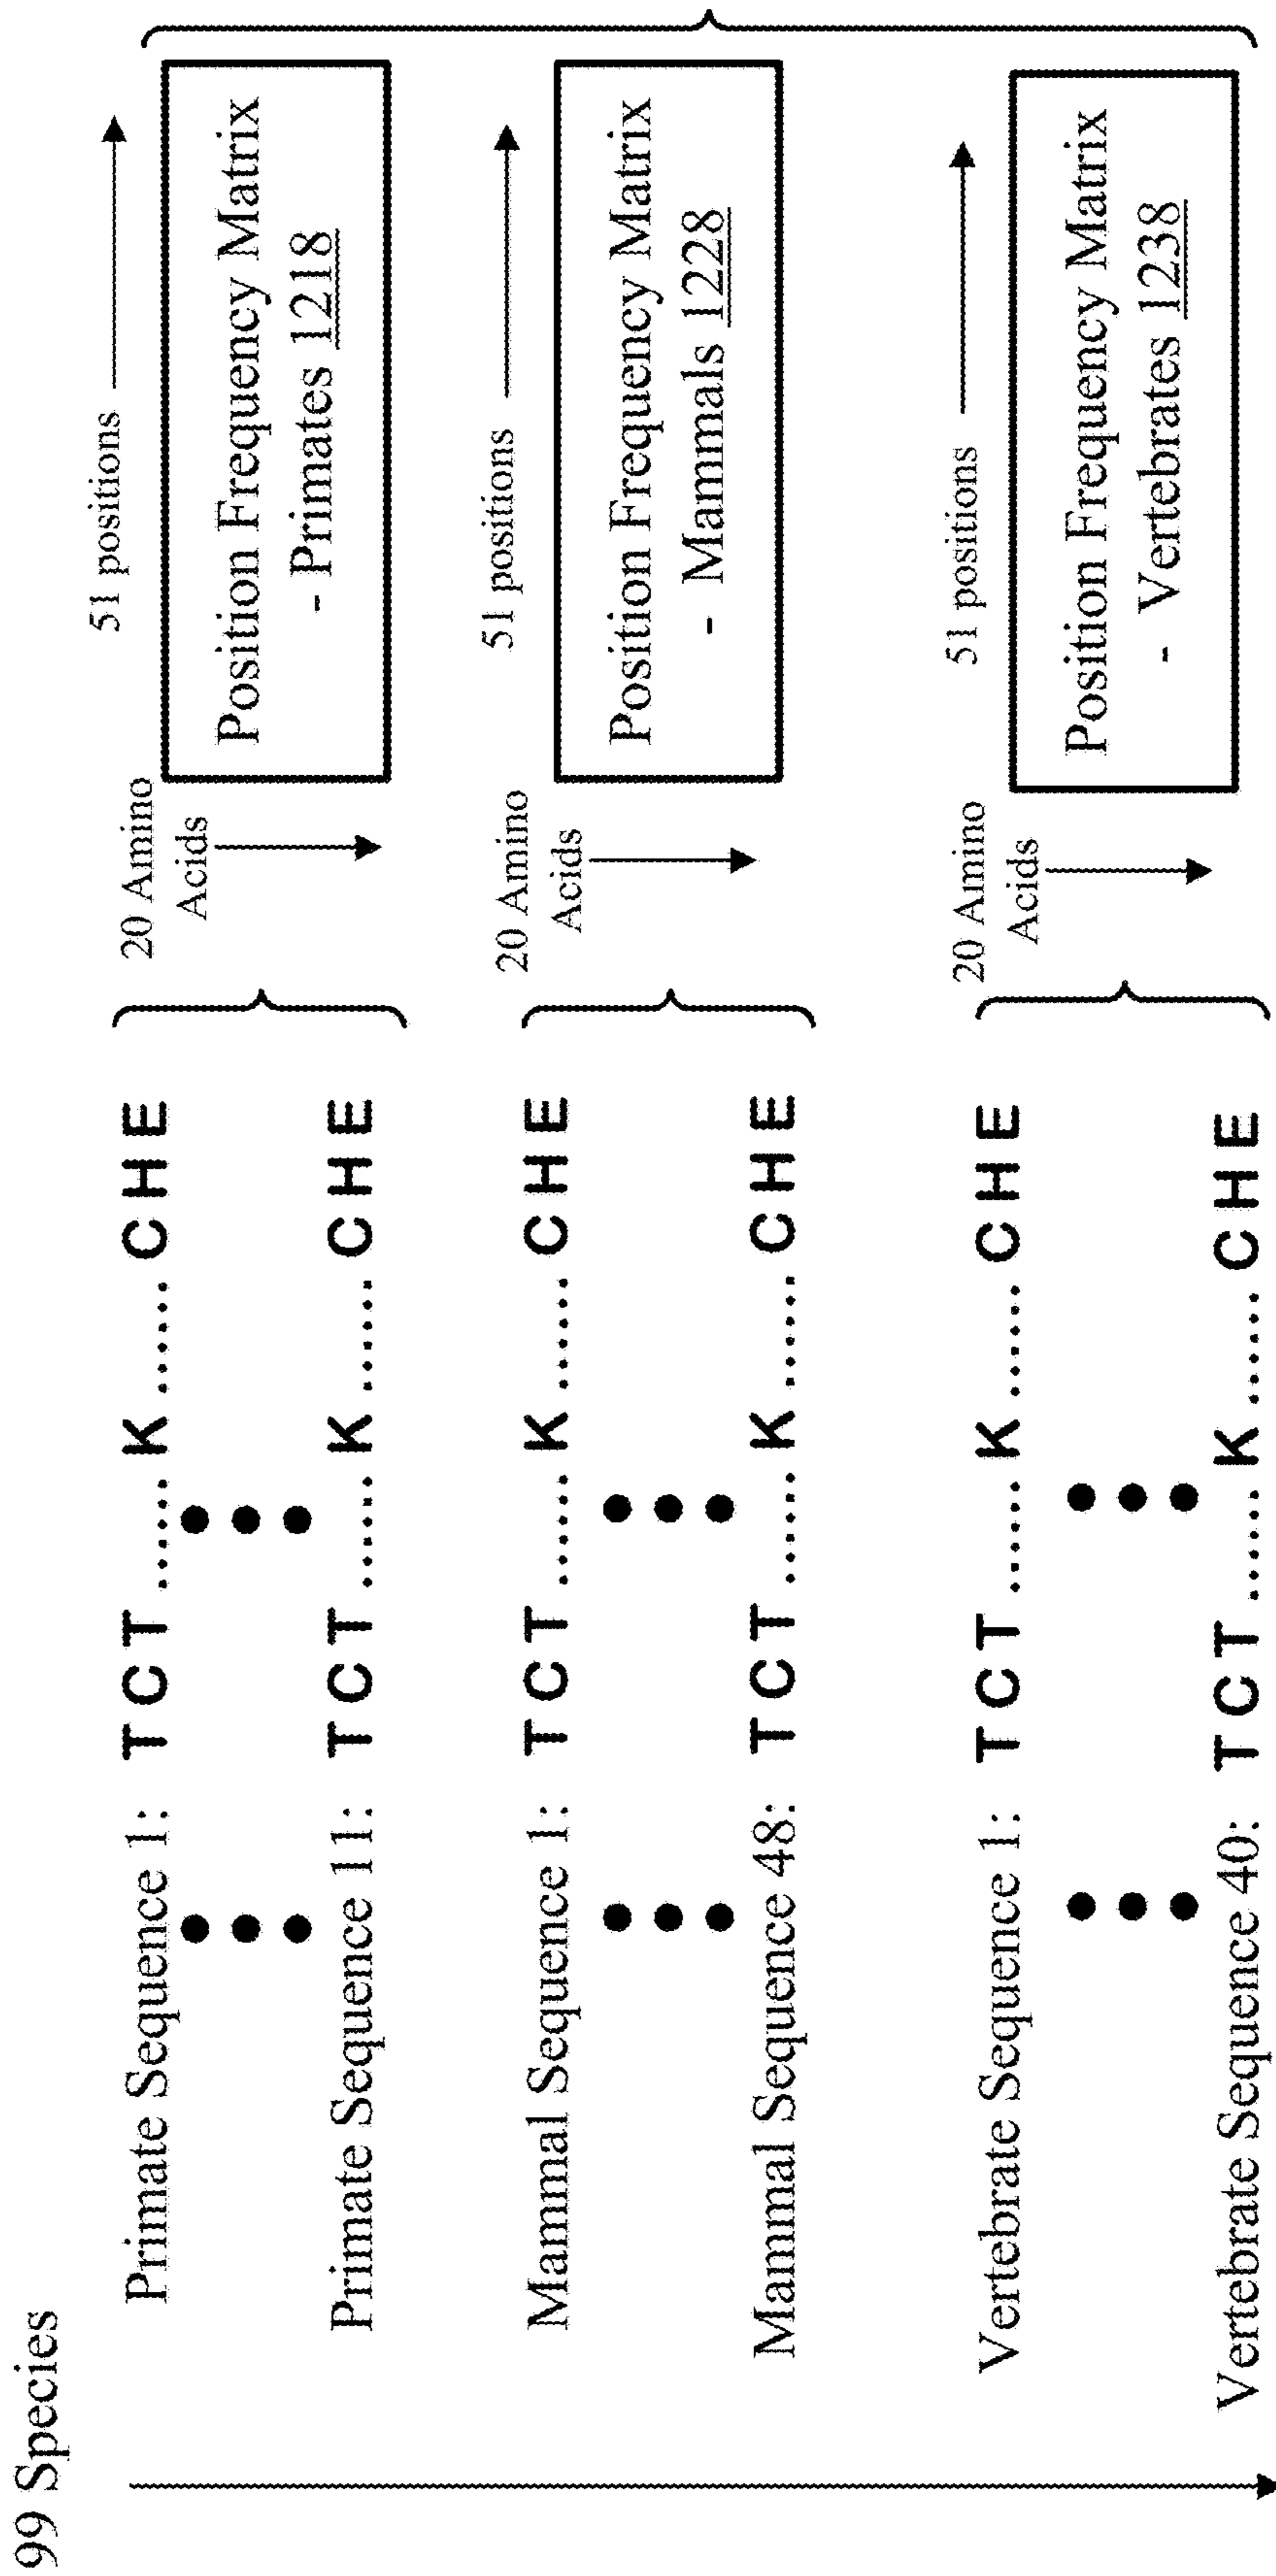 99 Species
Primate Sequence 1: T C T ...... K ...... C H E
Primate Sequence 11: T C T ...... K ...... C H E
20 Amino
Acids
51 positions
Position Frequency Matrix
- Primates 1218
Mammal Sequence 1: T C T ...... K ...... C H E
Mammal Sequence 48: T C T ...... K ...... C H E
20 Amino
Acids
51 positions
Position Frequency Matrix
- Mammals 1228
Vertebrate Sequence 1: T C T ...... K ...... C H E
Vertebrate Sequence 40: T C T ...... K ...... C H E
20 Amino
Acids
51 positions
Position Frequency Matrix
- Vertebrates 1238